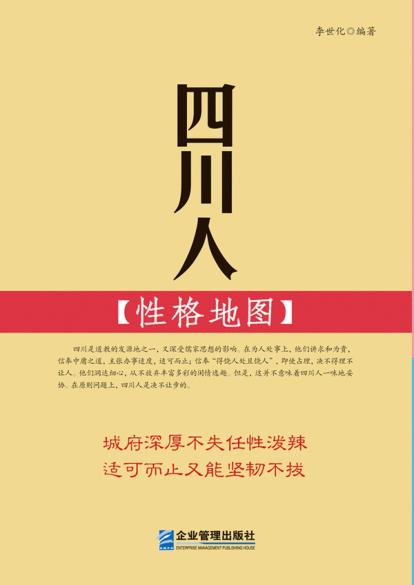 李世化◎编著
四川人
【性格地图】
四川是道教的发源地之一，又深受儒家思想的影响。在为人处事上，他们讲求和为贵，
信奉中庸之道，主张办事适度，适可而止；信奉“得饶人处且饶人”，即使占理，决不得理不
让人。他们洞达细心，从不放弃丰富多彩的闲情逸趣。但是，这并不意味着四川人一味地妥
协。在原则问题上，四川人是决不让步的。
城府深厚不失任性泼辣
适可而止又能坚韧不拔
企业管理出版社
ENTERPRISE MANAGEMENT PUBLISHING HOUSE